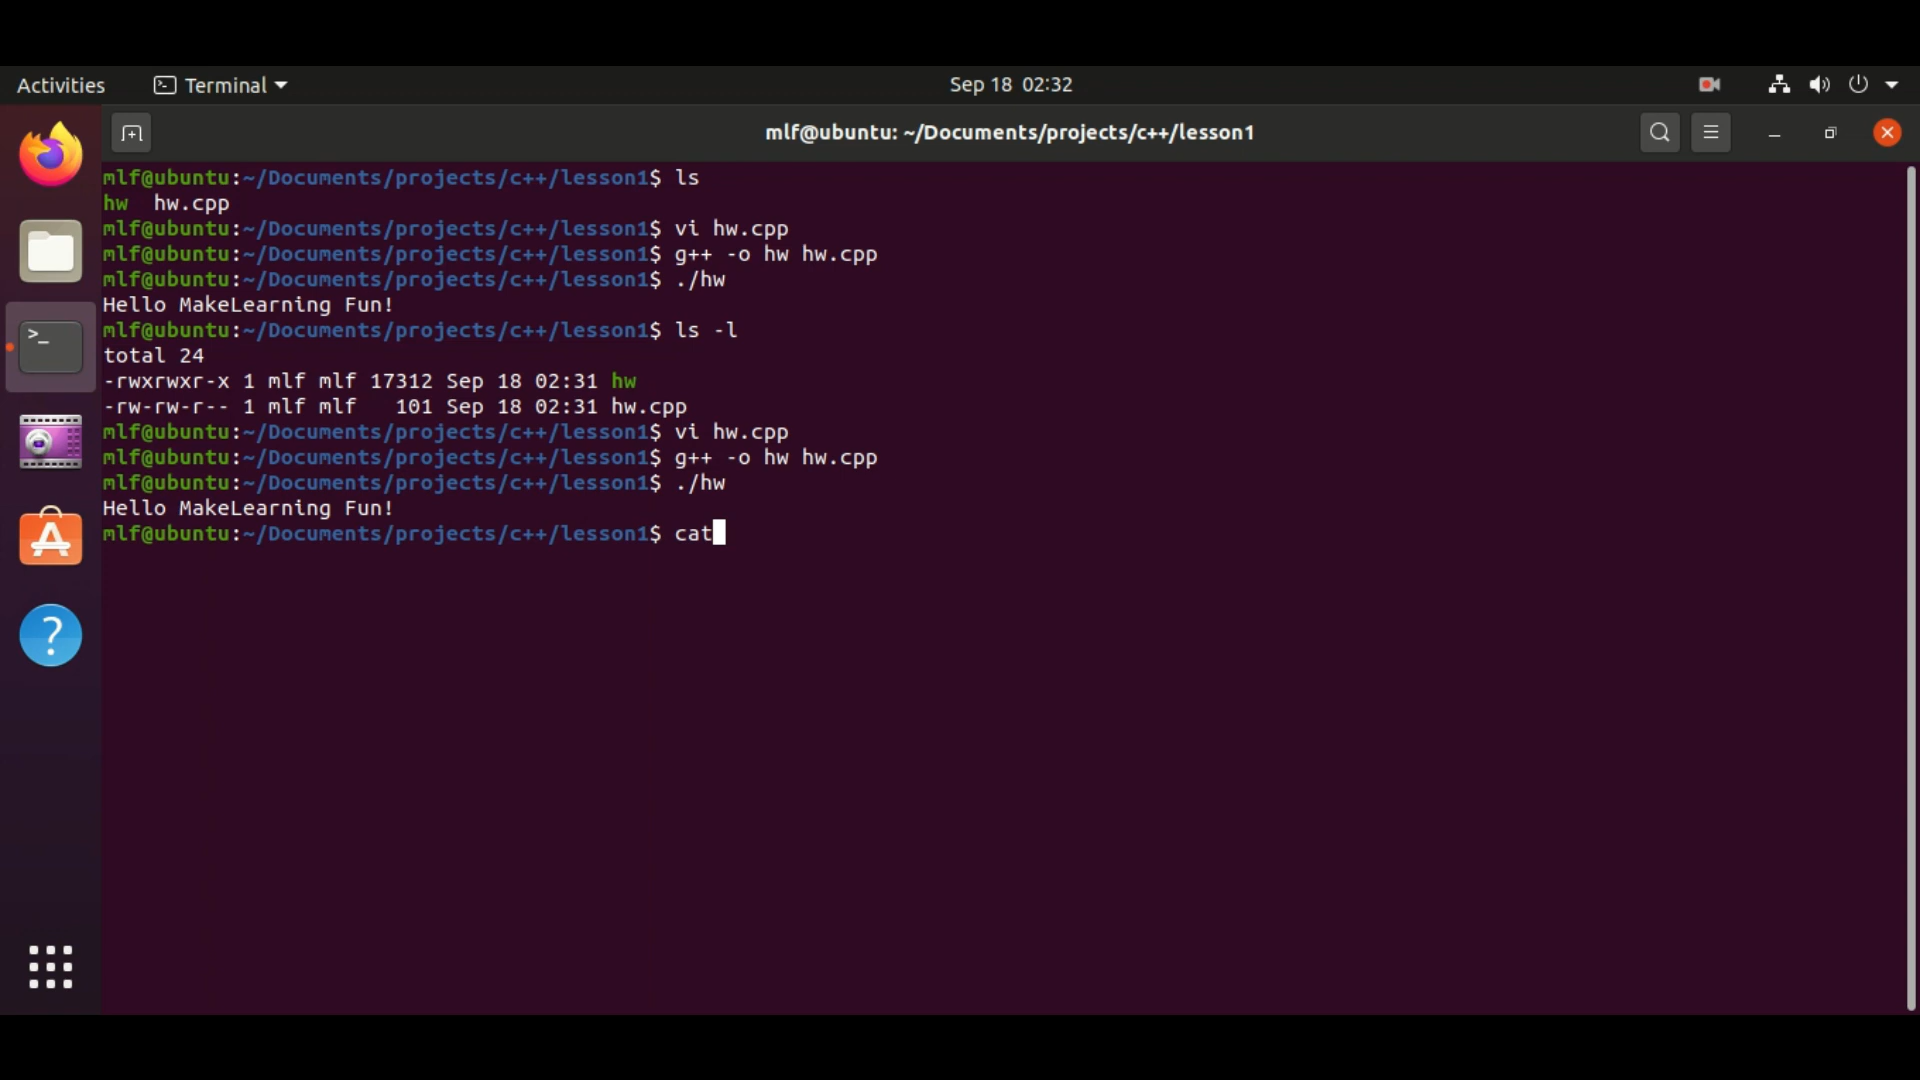 Activities Terminal Sep 18 02:32
mlf@ubuntu: ~/Documents/projects/c++/lesson1
mlf@ubuntu:~/Documents/projects/c++/lesson1$ ls
hw  hw.cpp
mlf@ubuntu:~/Documents/projects/c++/lesson1$ vi hw.cpp
mlf@ubuntu:~/Documents/projects/c++/lesson1$ g++ -o hw hw.cpp
mlf@ubuntu:~/Documents/projects/c++/lesson1$ ./hw
Hello MakeLearning Fun!
mlf@ubuntu:~/Documents/projects/c++/lesson1$ ls -l
total 24
-rwxrwxr-x 1 mlf mlf 17312 Sep 18 02:31 hw
-rw-rw-r-- 1 mlf mlf   101 Sep 18 02:31 hw.cpp
mlf@ubuntu:~/Documents/projects/c++/lesson1$ vi hw.cpp
mlf@ubuntu:~/Documents/projects/c++/lesson1$ g++ -o hw hw.cpp
mlf@ubuntu:~/Documents/projects/c++/lesson1$ ./hw
Hello MakeLearning Fun!
mlf@ubuntu:~/Documents/projects/c++/lesson1$ cat